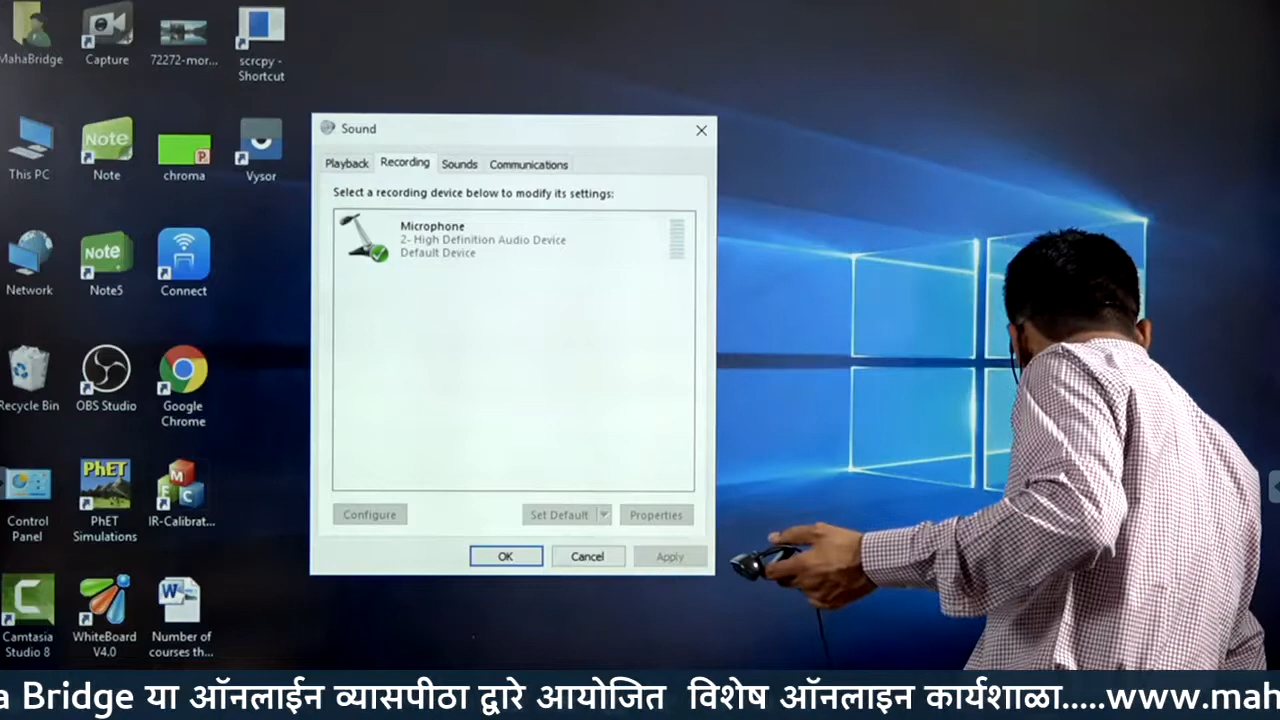 MahaBridge
Capture
72272-mor...
scrcpy -
Shortcut
This PC
Note
Note
chroma
Vysor
Network
Note
Note5
Connect
Recycle Bin
OBS Studio
Google
Chrome
Control
Panel
PhET
PhET
Simulations
M
E
C
IR-Calibrat...
Camtasia
Studio 8
WhiteBoard
V4.0
Number of
courses th...
Sound
Playback
Recording
Sounds
Communications
Select a recording device below to modify its settings:
Microphone
2- High Definition Audio Device
Default Device
Configure
Set Default
Properties
OK
Cancel
Apply
a Bridge या ऑनलाईन व्यासपीठा द्वारे आयोजित विशेष ऑनलाइन कार्यशाळा.....www.mah